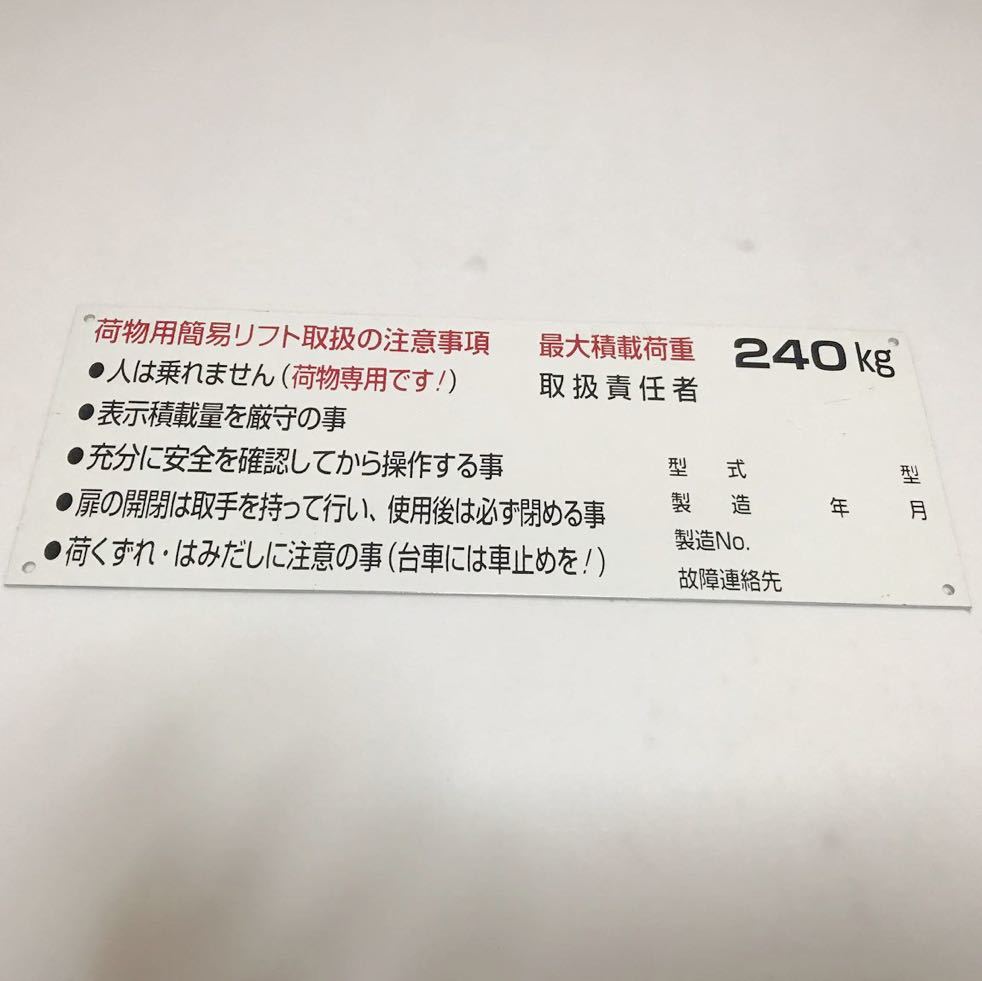 荷物用簡易リフト取扱の注意事項
●人は乗れません(荷物専用です!)
●表示積載量を厳守の事
●充分に安全を確認してから操作する事
●扉の開閉は取手を持って行い、使用後は必ず閉める事
●荷くずれ・はみだしに注意の事(台車には車止めを!)
最大積載荷重 240kg
取扱責任者
型式 型
製造 年 月
製造No.
故障連絡先